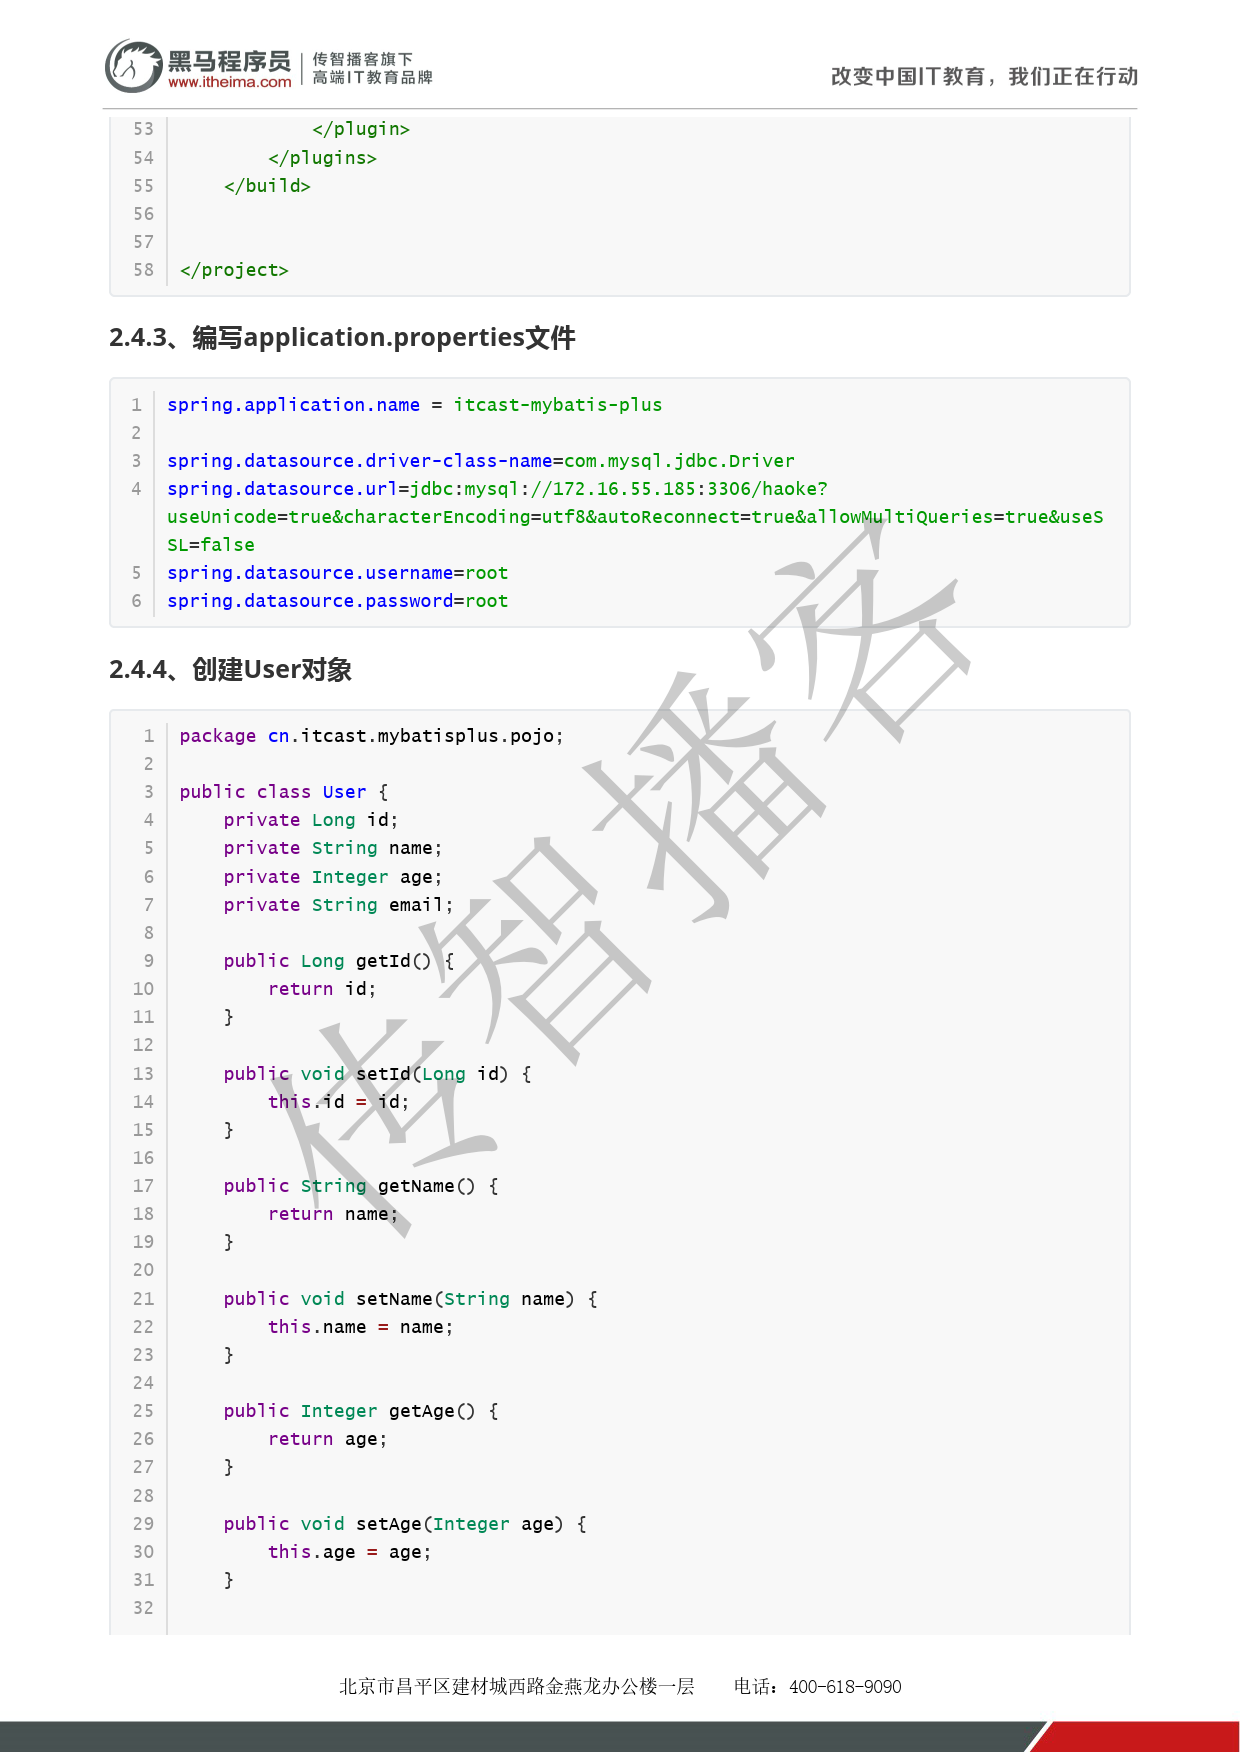 黑马程序员
www.itheima.com
传智播客旗下
高端IT教育品牌
改变中国IT教育，我们正在行动
53             </plugin>
54         </plugins>
55     </build>
56
57
58 </project>
2.4.3、编写application.properties文件
1 spring.application.name = itcast-mybatis-plus
2
3 spring.datasource.driver-class-name=com.mysql.jdbc.Driver
4 spring.datasource.url=jdbc:mysql://172.16.55.185:3306/haoke?
useUnicode=true&characterEncoding=utf8&autoReconnect=true&allowMultiQueries=true&useS
SL=false
5 spring.datasource.username=root
6 spring.datasource.password=root
2.4.4、创建User对象
1 package cn.itcast.mybatisplus.pojo;
2
3 public class User {
4     private Long id;
5     private String name;
6     private Integer age;
7     private String email;
8
9     public Long getId() {
10         return id;
11     }
12
13     public void setId(Long id) {
14         this.id = id;
15     }
16
17     public String getName() {
18         return name;
19     }
20
21     public void setName(String name) {
22         this.name = name;
23     }
24
25     public Integer getAge() {
26         return age;
27     }
28
29     public void setAge(Integer age) {
30         this.age = age;
31     }
32
传智播客
北京市昌平区建材城西路金燕龙办公楼一层    电话：400-618-9090